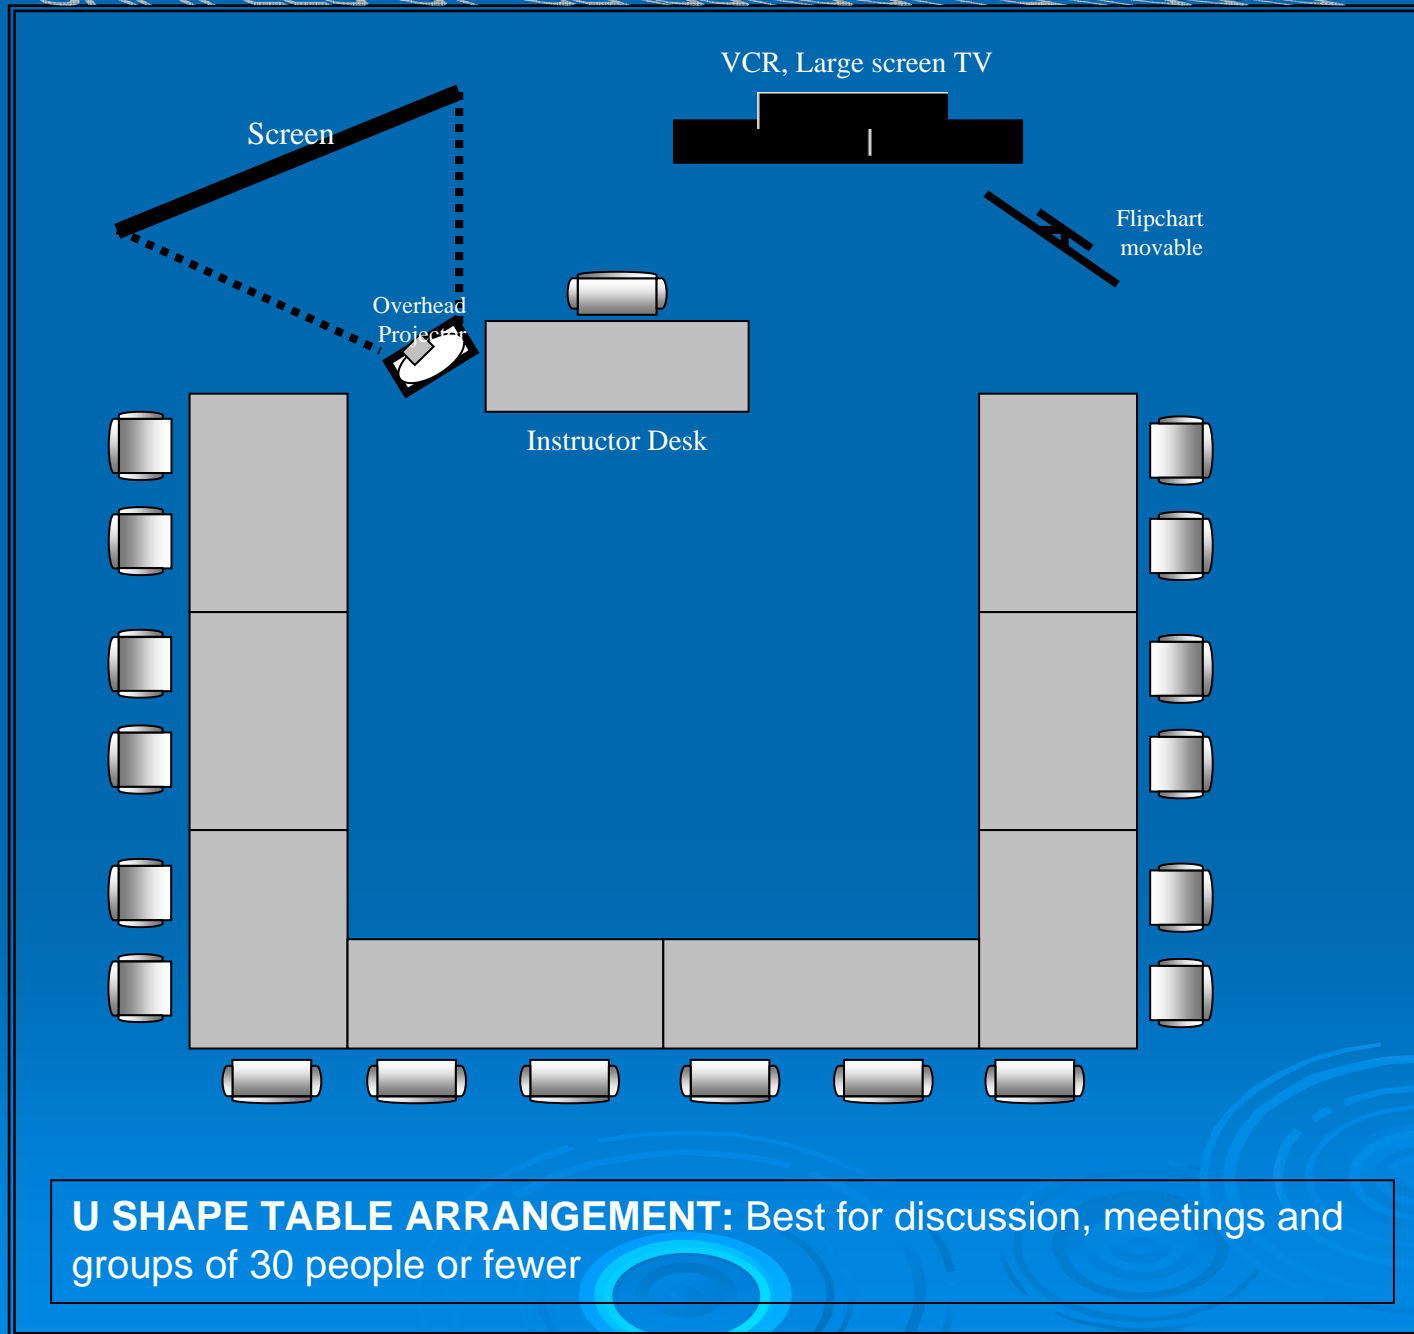 VCR, Large screen TV
Screen
Flipchart
movable
Overhead
Projector
Instructor Desk
U SHAPE TABLE ARRANGEMENT: Best for discussion, meetings and
groups of 30 people or fewer